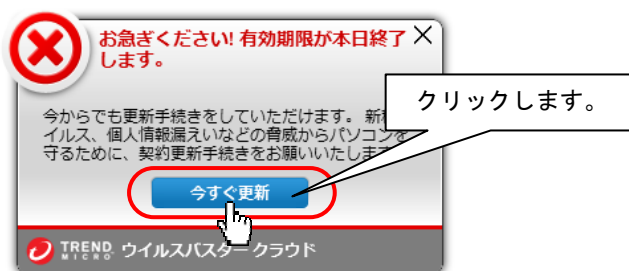 お急ぎください! 有効期限が本日終了
します。
クリックします。
今からでも更新手続きをしていただけます。 新
イルス、個人情報漏えいなどの脅威からパソコンを
守るために、契約更新手続きをお願いいたします
今すぐ更新
TREND MICRO ウイルスバスター クラウド